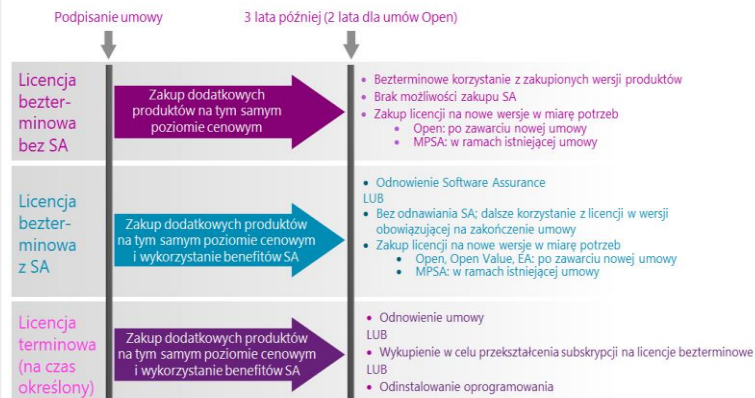 Podpisanie umowy
3 lata później (2 lata dla umów Open)
Licencja
bezter-
minowa
bez SA
Zakup dodatkowych
produktów na tym samym
poziomie cenowym
• Bezterminowe korzystanie z zakupionych wersji produktów
• Brak możliwości zakupu SA
• Zakup licencji na nowe wersje w miarę potrzeb
• Open: po zawarciu nowej umowy
• MPSA: w ramach istniejącej umowy
Licencja
bezter-
minowa
z SA
Zakup dodatkowych produktów
na tym samym poziomie cenowym
i wykorzystanie benefitów SA
• Odnowienie Software Assurance
LUB
• Bez odnawiania SA; dalsze korzystanie z licencji w wersji
obowiązującej na zakończenie umowy
• Zakup licencji na nowe wersje w miarę potrzeb
• Open, Open Value, EA: po zawarciu nowej umowy
• MPSA: w ramach istniejącej umowy
Licencja
terminowa
(na czas
określony)
Zakup dodatkowych produktów
na tym samym poziomie cenowym
i wykorzystanie benefitów SA
• Odnowienie umowy
LUB
• Wykupienie w celu przekształcenia subskrypcji na licencje bezterminowe
LUB
• Odinstalowanie oprogramowania